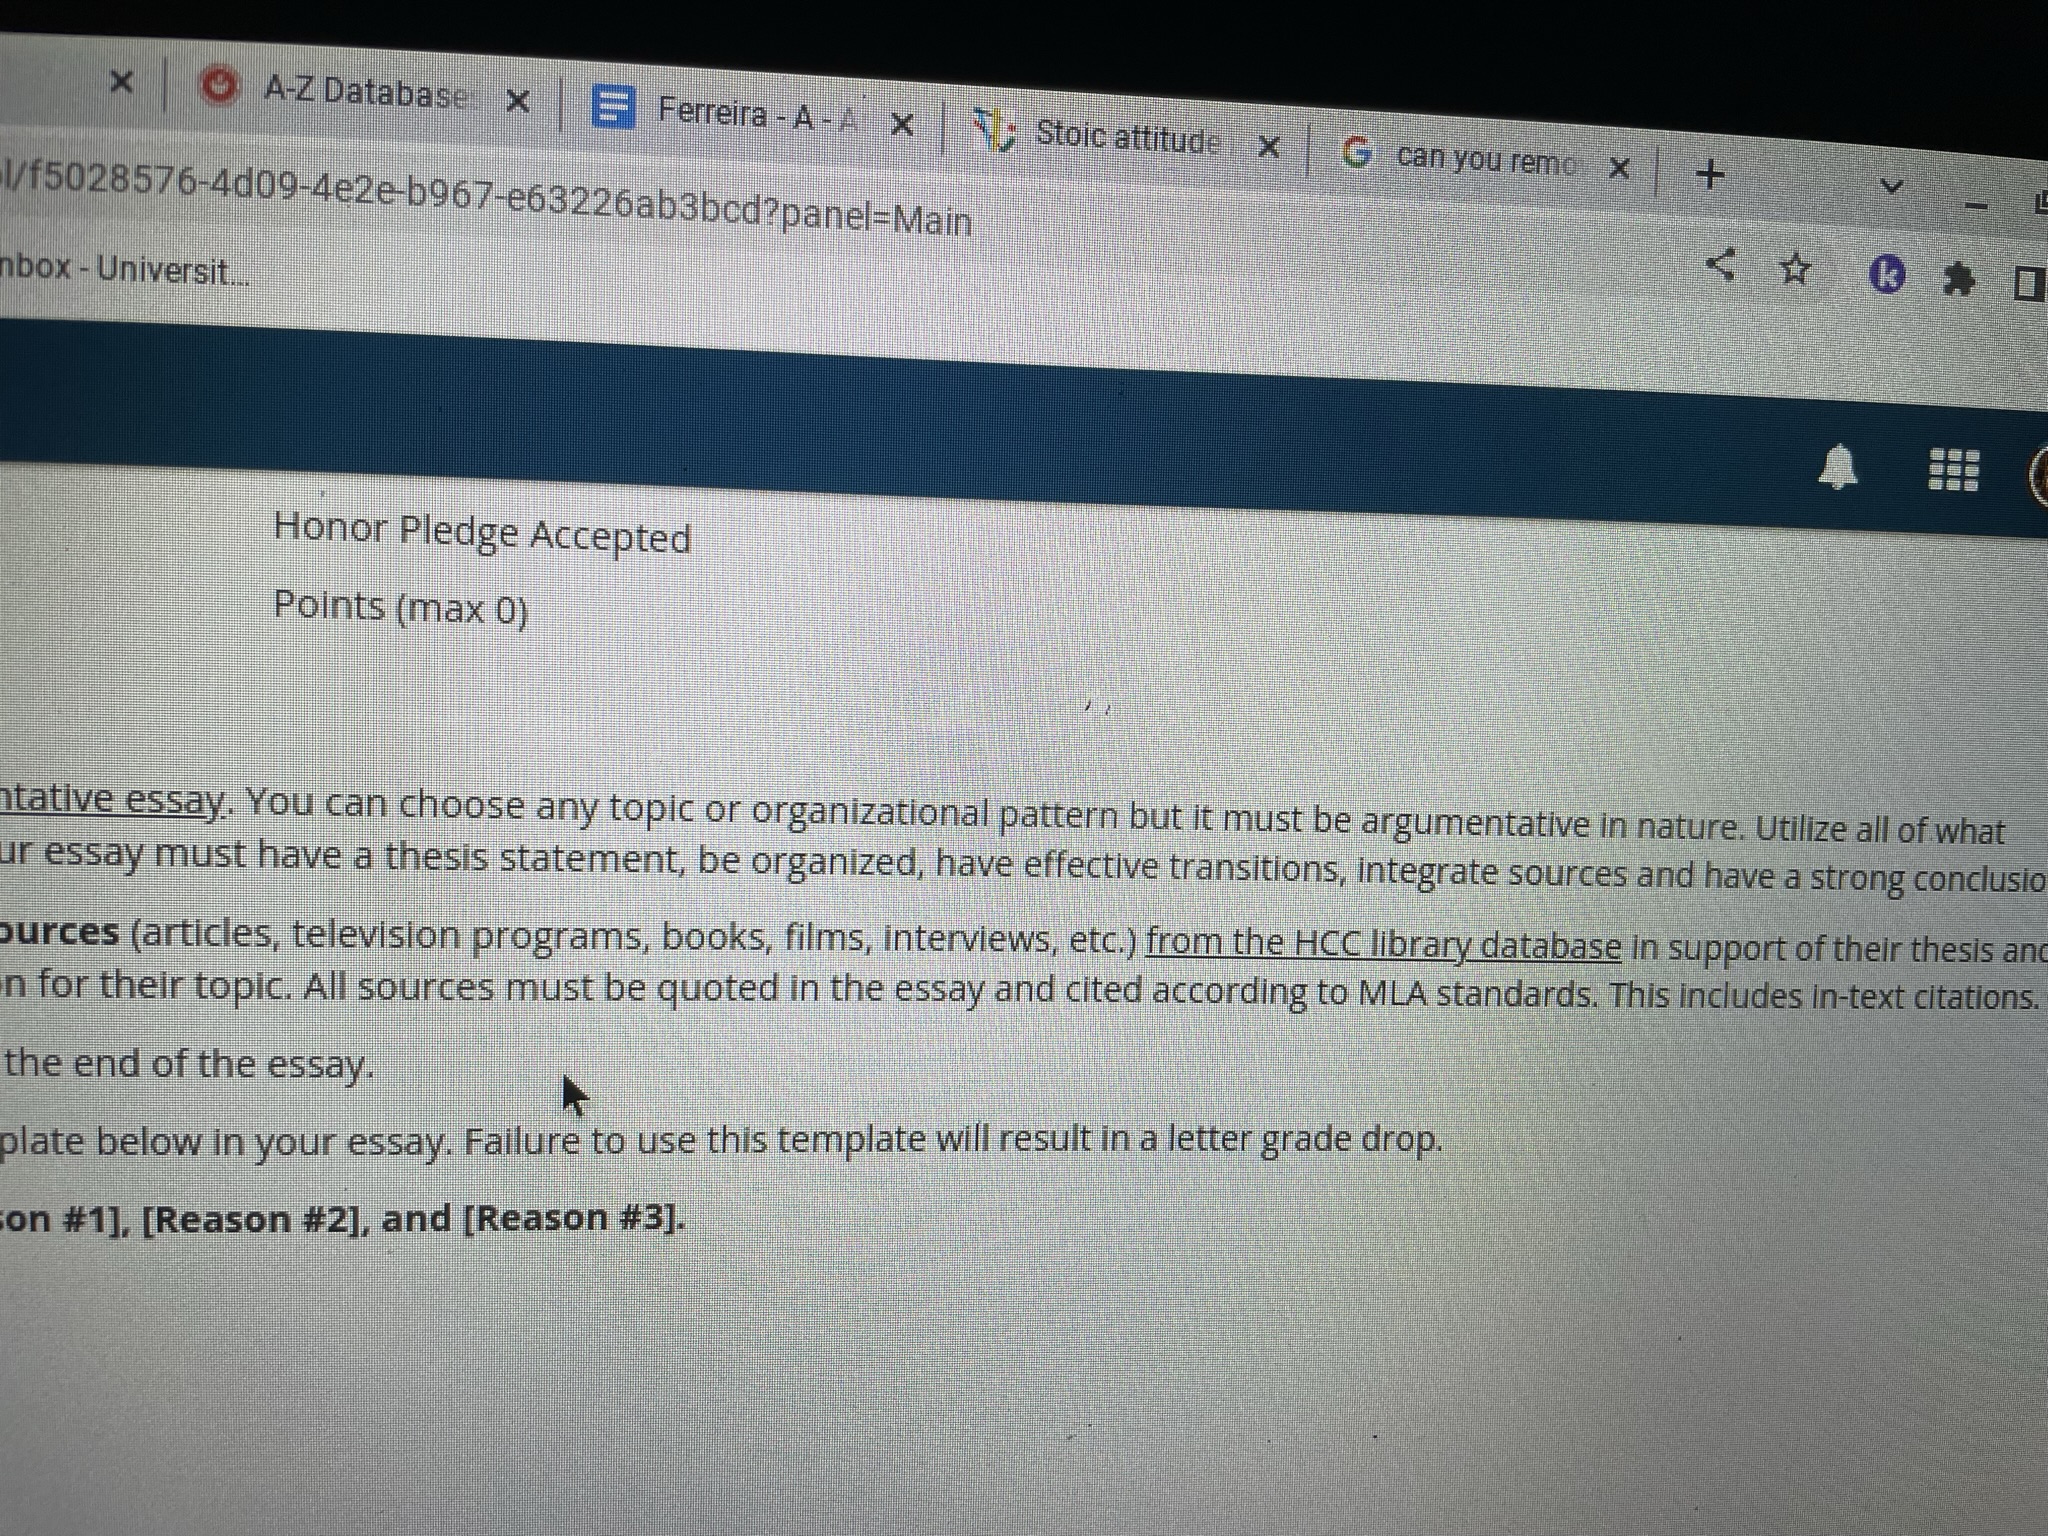 A-Z Database
Ferreira - A - A
Stoic attitude
can you remo
l/f5028576-4d09-4e2e-b967-e63226ab3bcd?panel=Main
nbox - Universit...
Honor Pledge Accepted
Points (max 0)
ntative essay. You can choose any topic or organizational pattern but it must be argumentative in nature. Utilize all of what
ur essay must have a thesis statement, be organized, have effective transitions, integrate sources and have a strong conclusio
ources (articles, television programs, books, films, interviews, etc.) from the HCC library database in support of their thesis and
n for their topic. All sources must be quoted in the essay and cited according to MLA standards. This includes in-text citations.
the end of the essay.
plate below in your essay. Failure to use this template will result in a letter grade drop.
son #1], [Reason #2], and [Reason #3].